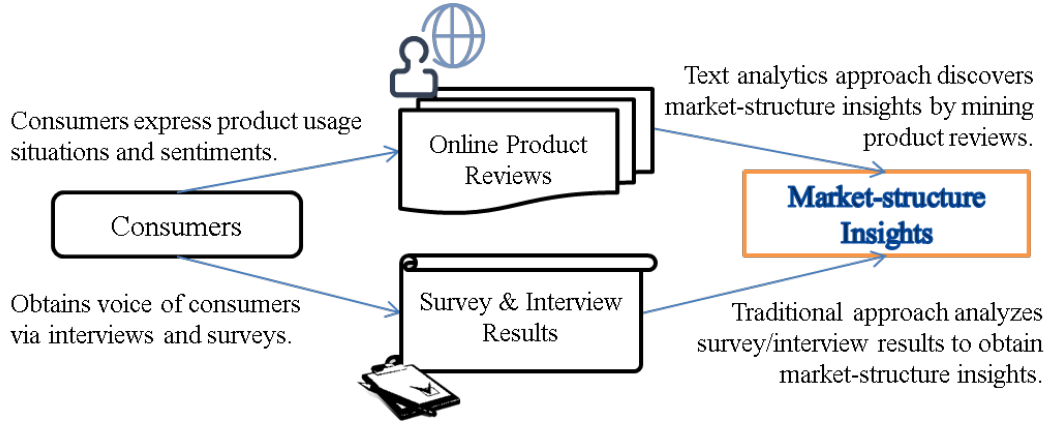 Consumers express product usage
situations and sentiments.
Online Product
Reviews
Text analytics approach discovers
market-structure insights by mining
product reviews.
Consumers
Market-structure
Insights
Obtains voice of consumers
via interviews and surveys.
Survey & Interview
Results
Traditional approach analyzes
survey/interview results to obtain
market-structure insights.